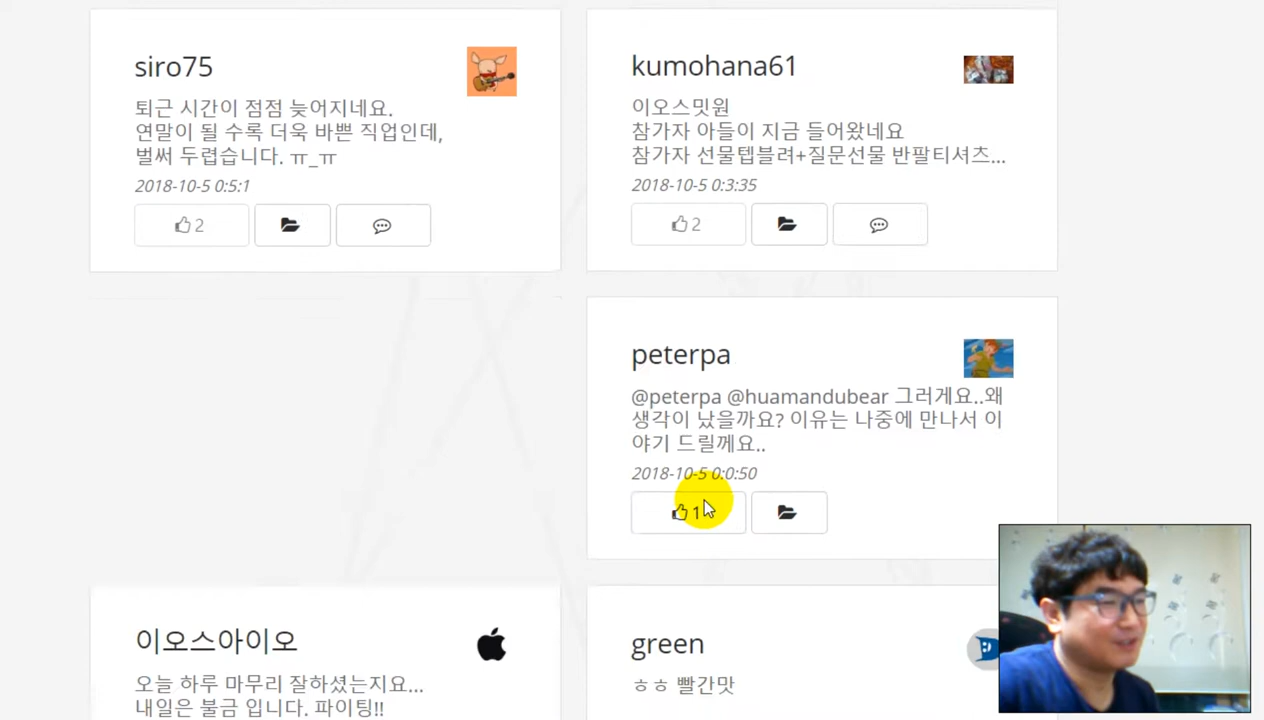 siro75
퇴근 시간이 점점 늦어지네요.
연말이 될 수록 더욱 바쁜 직업인데,
벌써 두렵습니다. ㅠ_ㅠ
2018-10-5 0:5:1
2
kumohana61
이오스밋원
참가자 아들이 지금 들어왔네요
참가자 선물텝블려+질문선물 반팔티셔츠...
2018-10-5 0:3:35
2
peterpa
@peterpa @huamandubear 그러게요..왜
생각이 났을까요? 이유는 나중에 만나서 이
야기 드릴께요..
2018-10-5 0:0:50
1
이오스아이오
오늘 하루 마무리 잘하셨는지요...
내일은 불금 입니다. 파이팅!!
green
ㅎㅎ 빨간맛